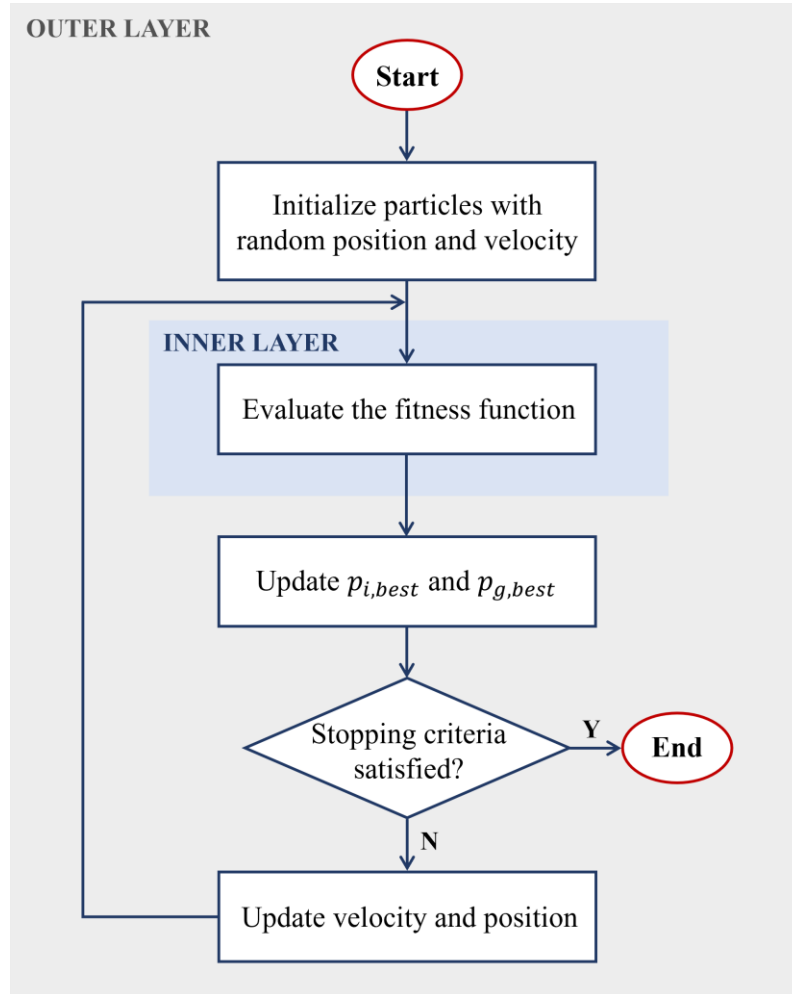 OUTER LAYER
Start
Initialize particles with
random position and velocity
INNER LAYER
Evaluate the fitness function
Update p_{i,best} and p_{g,best}
Stopping criteria
satisfied?
Y
End
N
Update velocity and position